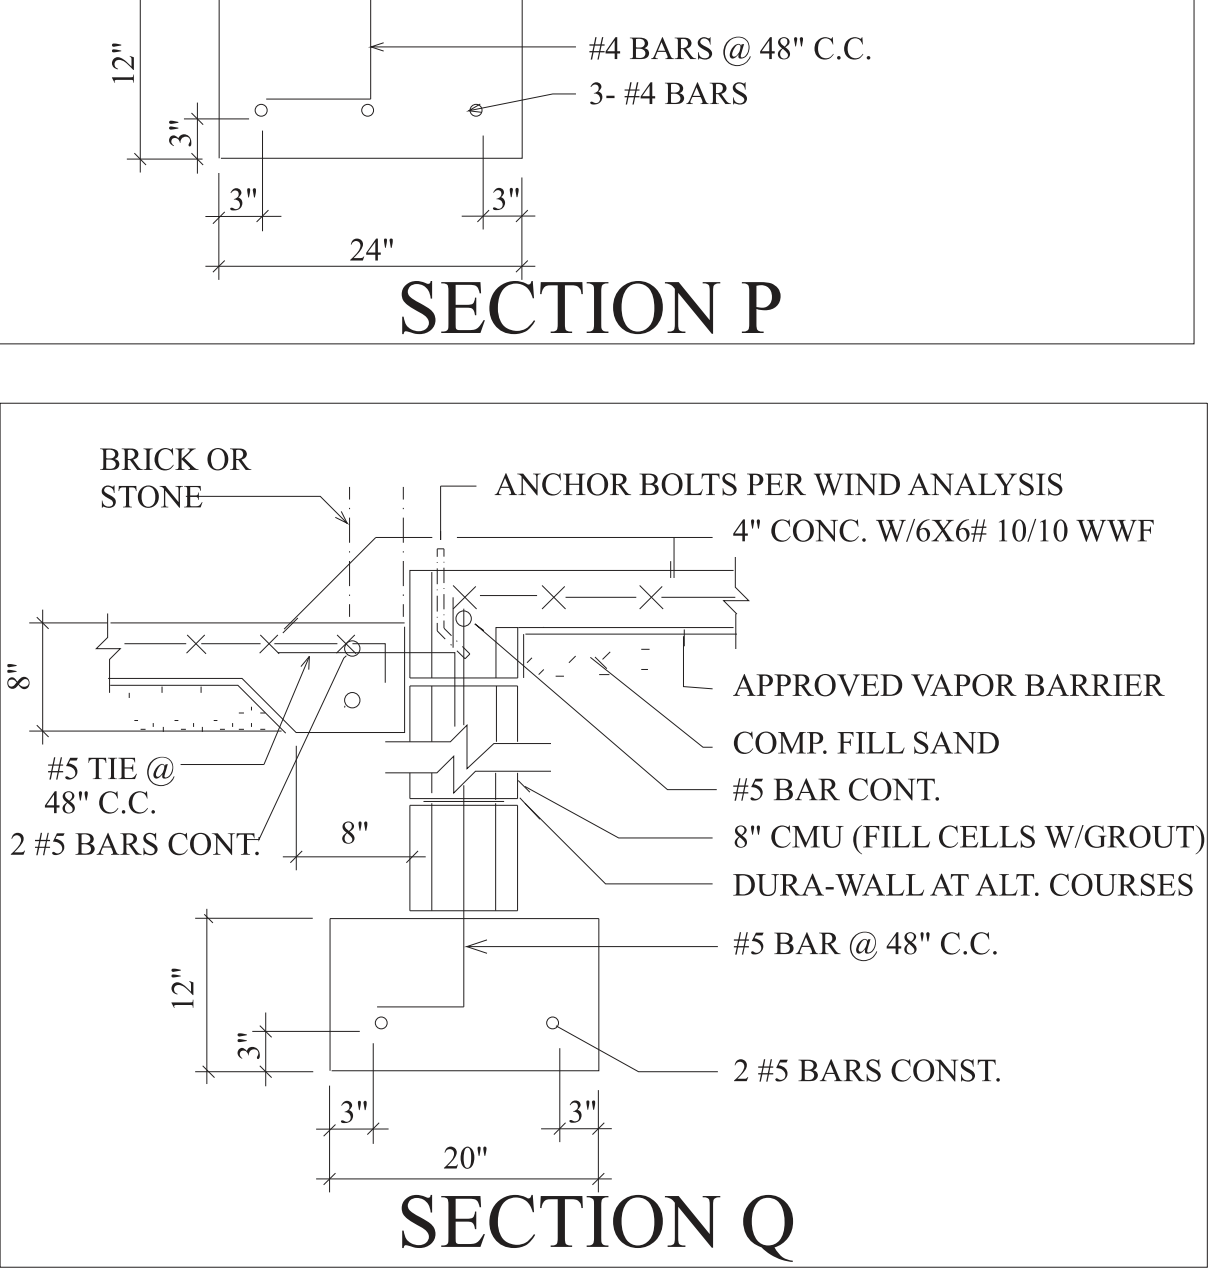 #4 BARS @ 48" C.C.
12"
3- #4 BARS
3"
3" 3"
24"
SECTION P
BRICK OR
STONE
ANCHOR BOLTS PER WIND ANALYSIS
4" CONC. W/6X6# 10/10 WWF
8"
APPROVED VAPOR BARRIER
COMP. FILL SAND
#5 TIE @
48" C.C.
#5 BAR CONT.
2 #5 BARS CONT.
8"
8" CMU (FILL CELLS W/GROUT)
DURA-WALL AT ALT. COURSES
#5 BAR @ 48" C.C.
12"
3"
2 #5 BARS CONST.
3" 3"
20"
SECTION Q